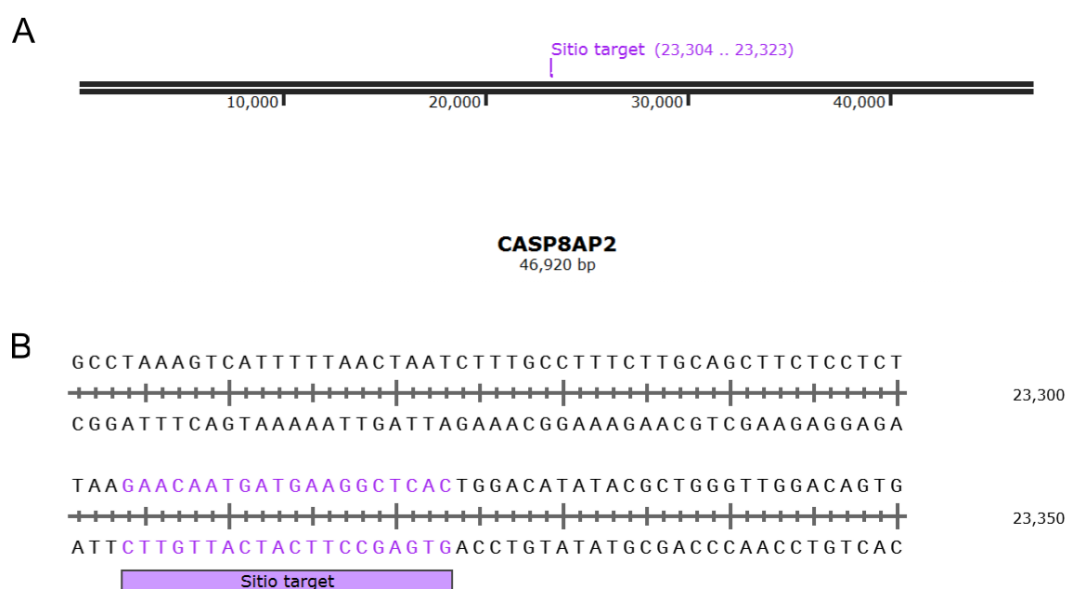 A
Sitio target (23,304 .. 23,323)
10,000 20,000 30,000 40,000
CASP8AP2
46,920 bp
B
GCCTAAAGTCATTTTTAACTAATCTTTGCCTTTCTTGCAGCTTCTCCTCT
23,300
CGGATTTCAGTAAAAATTGATTAGAAACGGAAAGAACGTCGAAGAGGAGA
TAAGAACAATGATGAAGGCTCACTGGACATATACGCTGGGTTGGACAGTG
23,350
ATTCTTGTTACTACTTCCGAGTGACCTGTATATGCGACCCAACCTGTCAC
Sitio target